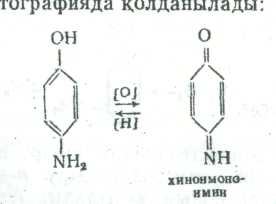 тографияда қолданылады:
OH
O
[O]
[H]
NH₂
NH
хинонмоно-
имин